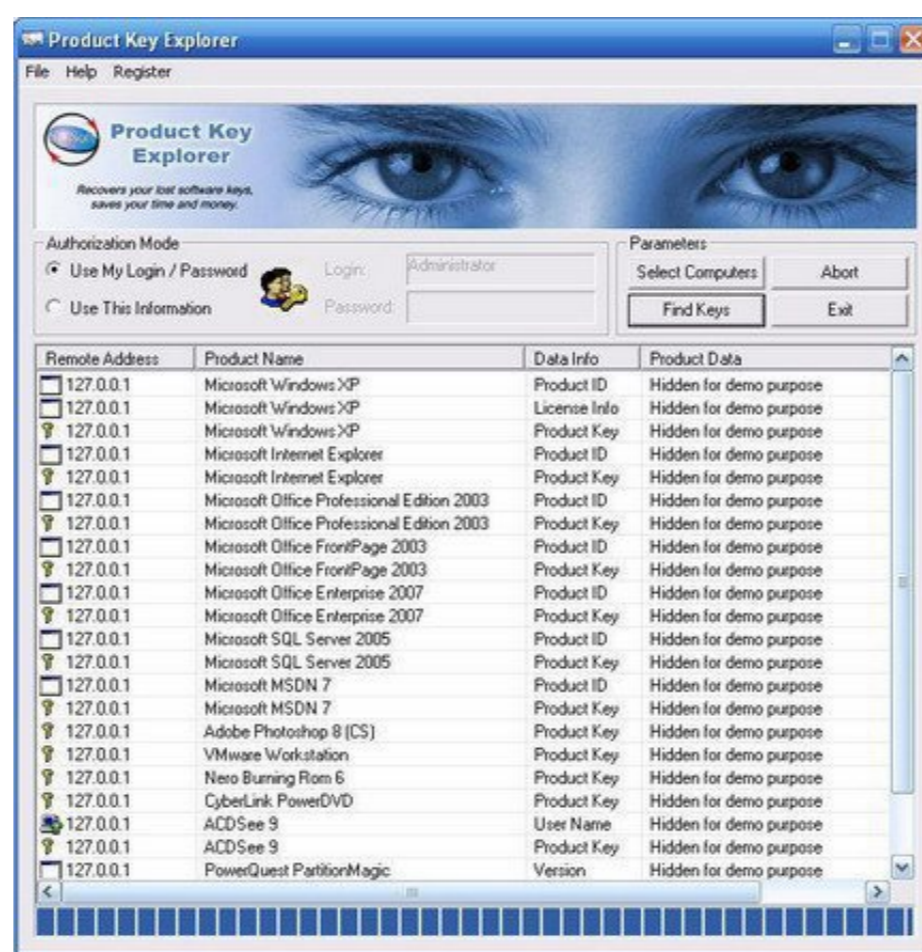 Product Key Explorer
File Help Register
Product Key
Explorer
Recovers your lost software keys,
saves your time and money.
Authorization Mode
Use My Login / Password
Login:
Administrator
Use This Information
Password:
Parameters
Select Computers
Abort
Find Keys
Exit
Remote Address Product Name Data Info Product Data
127.0.0.1 Microsoft Windows XP Product ID Hidden for demo purpose
127.0.0.1 Microsoft Windows XP License Info Hidden for demo purpose
127.0.0.1 Microsoft Windows XP Product Key Hidden for demo purpose
127.0.0.1 Microsoft Internet Explorer Product ID Hidden for demo purpose
127.0.0.1 Microsoft Internet Explorer Product Key Hidden for demo purpose
127.0.0.1 Microsoft Office Professional Edition 2003 Product ID Hidden for demo purpose
127.0.0.1 Microsoft Office Professional Edition 2003 Product Key Hidden for demo purpose
127.0.0.1 Microsoft Office FrontPage 2003 Product ID Hidden for demo purpose
127.0.0.1 Microsoft Office FrontPage 2003 Product Key Hidden for demo purpose
127.0.0.1 Microsoft Office Enterprise 2007 Product ID Hidden for demo purpose
127.0.0.1 Microsoft Office Enterprise 2007 Product Key Hidden for demo purpose
127.0.0.1 Microsoft SQL Server 2005 Product ID Hidden for demo purpose
127.0.0.1 Microsoft SQL Server 2005 Product Key Hidden for demo purpose
127.0.0.1 Microsoft MSDN 7 Product ID Hidden for demo purpose
127.0.0.1 Microsoft MSDN 7 Product Key Hidden for demo purpose
127.0.0.1 Adobe Photoshop 8 (CS) Product Key Hidden for demo purpose
127.0.0.1 VMware Workstation Product Key Hidden for demo purpose
127.0.0.1 Nero Burning Rom 6 Product Key Hidden for demo purpose
127.0.0.1 CyberLink PowerDVD Product Key Hidden for demo purpose
127.0.0.1 ACDSee 9 User Name Hidden for demo purpose
127.0.0.1 ACDSee 9 Product Key Hidden for demo purpose
127.0.0.1 PowerQuest PartitionMagic Version Hidden for demo purpose